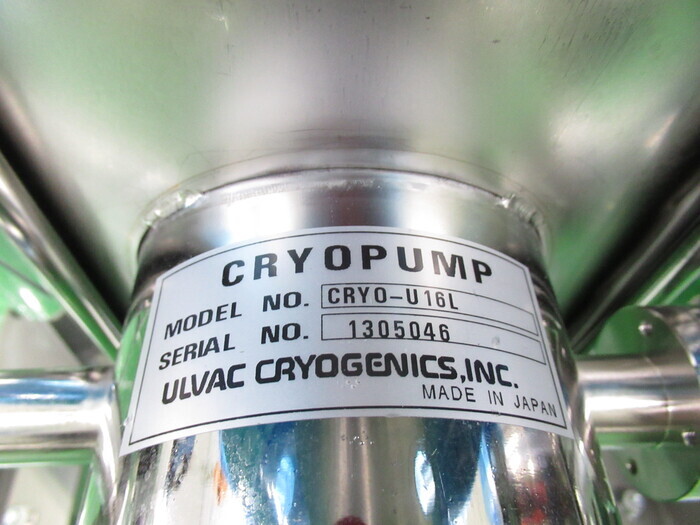 CRYOPUMP
MODEL NO. CRYO-U16L
SERIAL NO. 1305046
ULVAC CRYOGENICS,INC.
MADE IN JAPAN